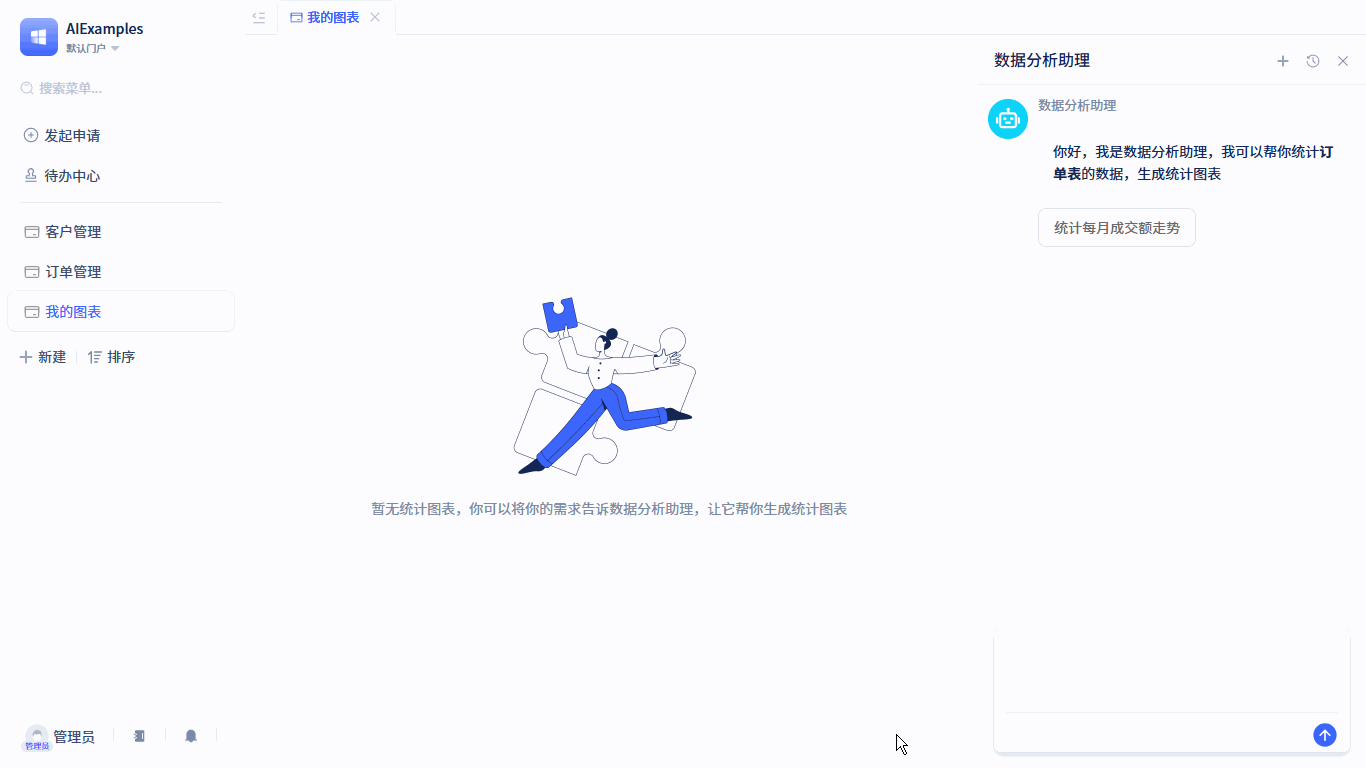 AIExamples
默认门户
搜索菜单...
发起申请
待办中心
客户管理
订单管理
我的图表
新建
排序
管理员
管理员
我的图表
暂无统计图表，你可以将你的需求告诉数据分析助理，让它帮你生成统计图表
数据分析助理
数据分析助理
你好，我是数据分析助理，我可以帮你统计订
单表的数据，生成统计图表
统计每月成交额走势